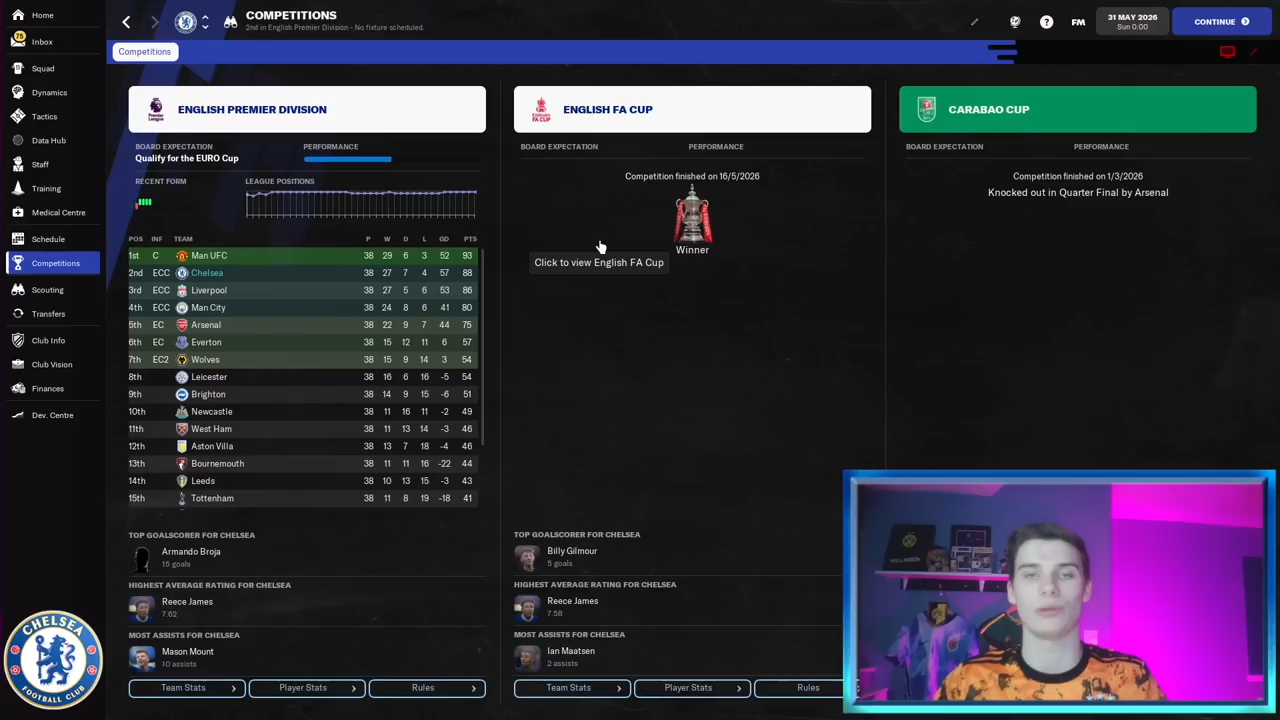 Home
COMPETITIONS
2nd in English Premier Division - No fixture scheduled.
FM
31 MAY 2026
Sun 0:00
CONTINUE
75
Inbox
Squad
Dynamics
Tactics
Data Hub
Staff
Training
Medical Centre
Schedule
Competitions
Scouting
Transfers
Club Info
Club Vision
Finances
Dev. Centre
CHELSEA
FOOTBALL CLUB
Competitions
Premier League
ENGLISH PREMIER DIVISION
BOARD EXPECTATION
PERFORMANCE
Qualify for the EURO Cup
RECENT FORM
LEAGUE POSITIONS
POS INF TEAM P W D L GD PTS
1st C Man UFC 38 29 6 3 52 93
2nd ECC Chelsea 38 27 7 4 57 88
3rd ECC Liverpool 38 27 5 6 53 86
4th ECC Man City 38 24 8 6 41 80
5th EC Arsenal 38 22 9 7 44 75
6th EC Everton 38 15 12 11 6 57
7th EC2 Wolves 38 15 9 14 3 54
8th Leicester 38 16 6 16 -5 54
9th Brighton 38 14 9 15 -6 51
10th Newcastle 38 11 16 11 -2 49
11th West Ham 38 11 13 14 -3 46
12th Aston Villa 38 13 7 18 -4 46
13th Bournemouth 38 11 11 16 -22 44
14th Leeds 38 10 13 15 -3 43
15th Tottenham 38 11 8 19 -18 41
TOP GOALSCORER FOR CHELSEA
Armando Broja
15 goals
HIGHEST AVERAGE RATING FOR CHELSEA
Reece James
7.62
MOST ASSISTS FOR CHELSEA
Mason Mount
10 assists
Team Stats
Player Stats
Rules
FA CUP
ENGLISH FA CUP
BOARD EXPECTATION
PERFORMANCE
Competition finished on 16/5/2026
Winner
Click to view English FA Cup
TOP GOALSCORER FOR CHELSEA
Billy Gilmour
5 goals
HIGHEST AVERAGE RATING FOR CHELSEA
Reece James
7.58
MOST ASSISTS FOR CHELSEA
Ian Maatsen
2 assists
Team Stats
Player Stats
Rules
CARABAO CUP
BOARD EXPECTATION
PERFORMANCE
Competition finished on 1/3/2026
Knocked out in Quarter Final by Arsenal